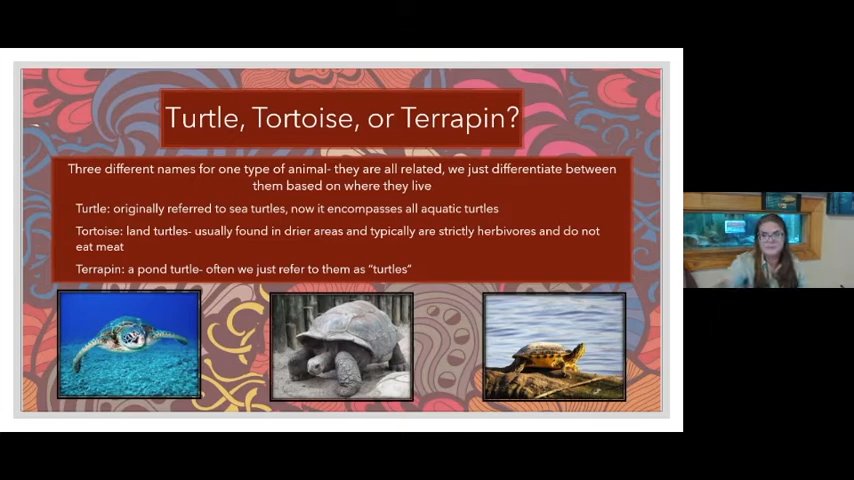 Turtle, Tortoise, or Terrapin?
Three different names for one type of animal- they are all related, we just differentiate between
them based on where they live
Turtle: originally referred to sea turtles, now it encompasses all aquatic turtles
Tortoise: land turtles- usually found in drier areas and typically are strictly herbivores and do not
eat meat
Terrapin: a pond turtle- often we just refer to them as "turtles"